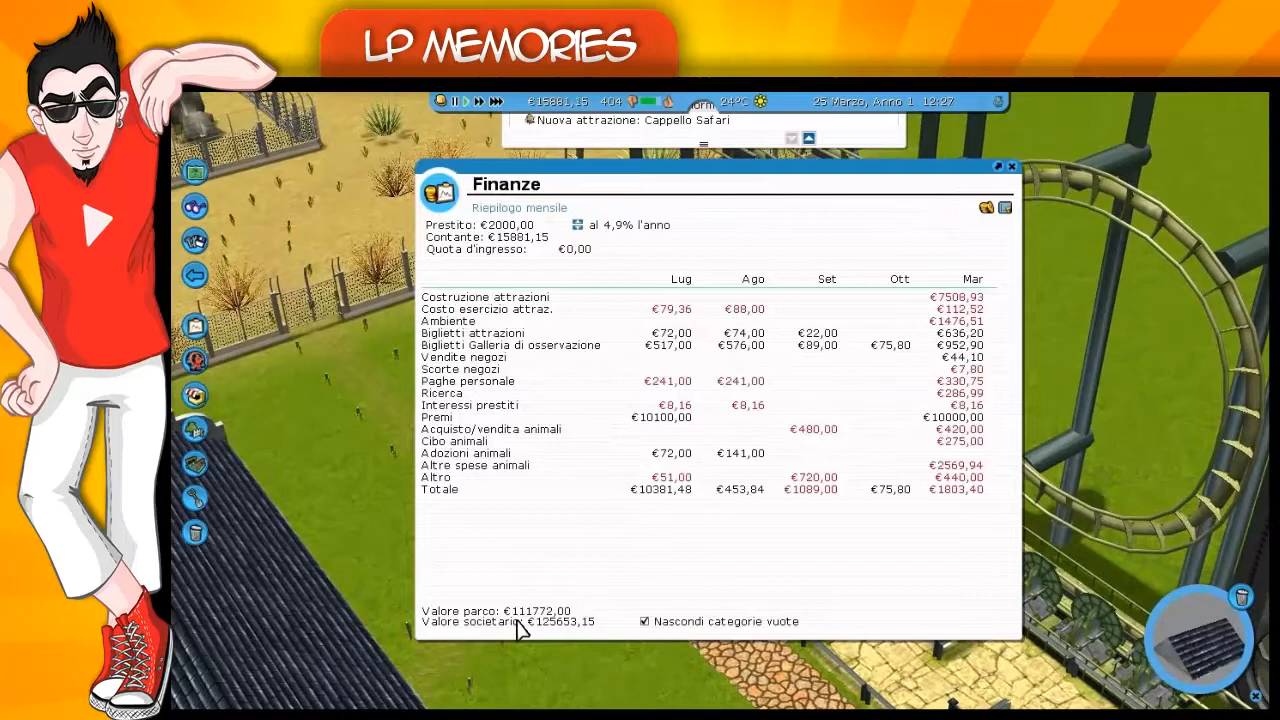 LP MEMORIES
€15881,15 404 24°C 25 Marzo, Anno 1 12:27
Nuova attrazione: Cappello Safari
Finanze
Riepilogo mensile
Prestito: €2000,00 al 4,9% l'anno
Contante: €15881,15
Quota d'ingresso: €0,00
Lug Ago Set Ott Mar
Costruzione attrazioni €7508,93
Costo esercizio attraz. €79,36 €88,00 €112,52
Ambiente €1476,51
Biglietti attrazioni €72,00 €74,00 €22,00 €636,20
Biglietti Galleria di osservazione €517,00 €576,00 €89,00 €75,80 €952,90
Vendite negozi €44,10
Scorte negozi €7,80
Paghe personale €241,00 €241,00 €330,75
Ricerca €286,99
Interessi prestiti €8,16 €8,16 €8,16
Premi €10100,00 €10000,00
Acquisto/vendita animali €480,00 €420,00
Cibo animali €275,00
Adozioni animali €72,00 €141,00
Altre spese animali €2569,94
Altro €51,00 €720,00 €440,00
Totale €10381,48 €453,84 €1089,00 €75,80 €1803,40
Valore parco: €111772,00
Valore societario: €125653,15 Nascondi categorie vuote